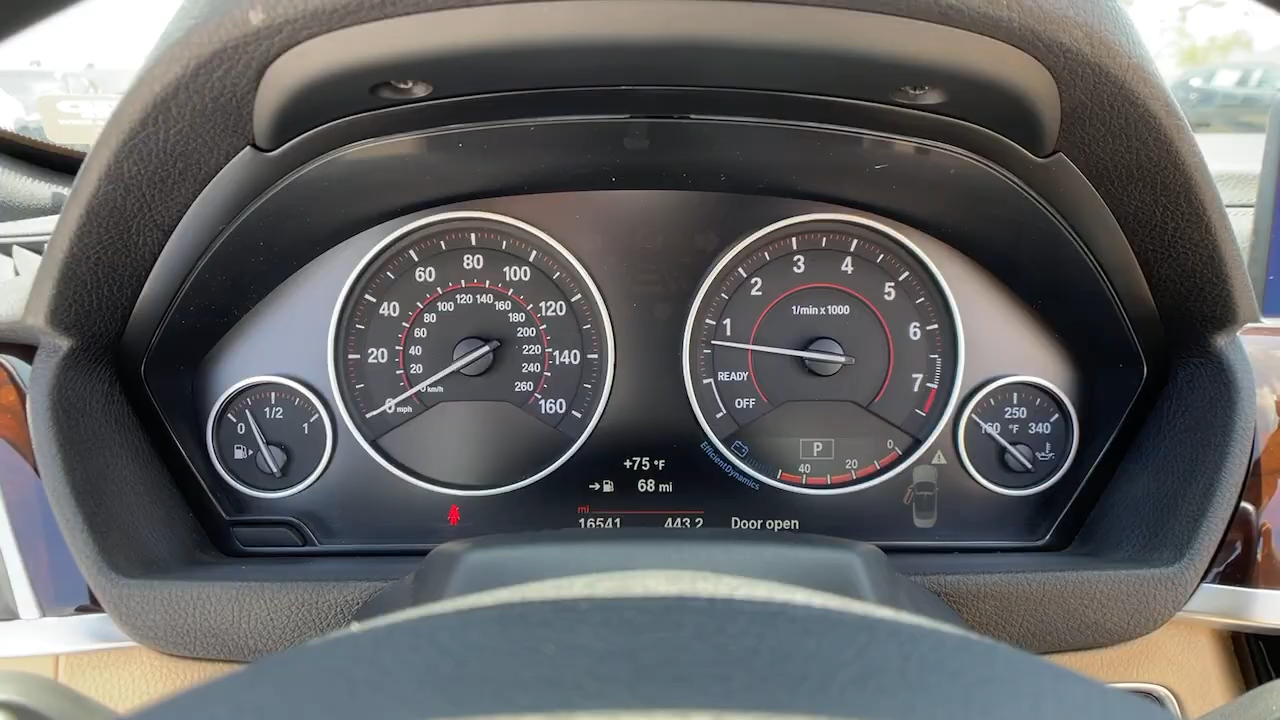 60 80 100
40 120
20 140
0 mph 160
100 120 140 160
80 180
60 200
40 220
20 240
0 km/h 260
3 4
2 5
1/min x 1000
1 6
READY 7
OFF
P
40 20 0
EfficientDynamics
0 1/2 1
250
160 °F 340
+75 °F
68 mi
mi
16541 443.2
Door open